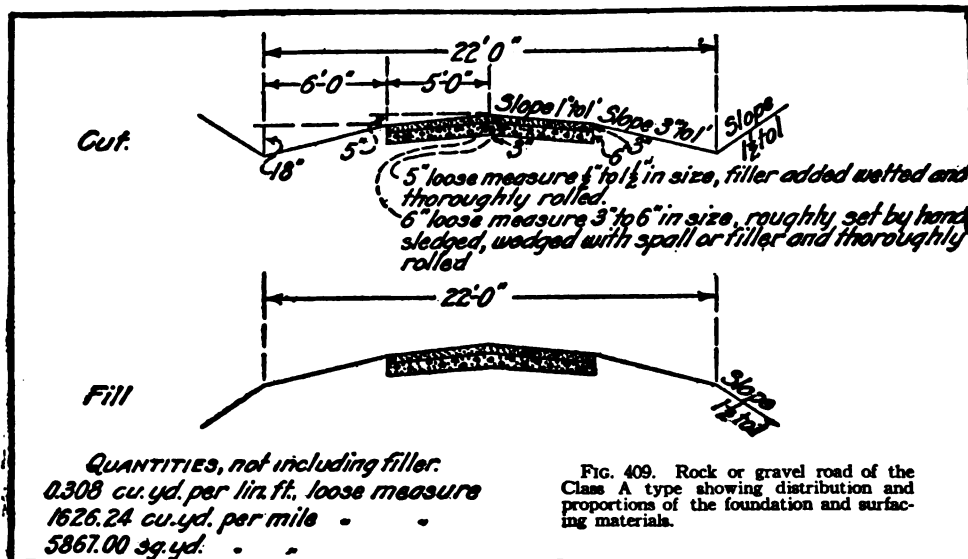 22'0"
6'-0" 5'-0"
Slope 1" to 1' Slope 3" to 1' Slope 1½ to 1
Cut.
18" 5" 3" 6" 3"
5" loose measure ½" to 1½" in size, filler added wetted and
thoroughly rolled.
6" loose measure 3" to 6" in size, roughly set by hand
sledged, wedged with spall or filler and thoroughly
rolled
22'-0"
Fill
Slope
1½ to 1
QUANTITIES, not including filler.
0.308 cu. yd. per lin. ft., loose measure
1626.24 cu. yd. per mile " "
5867.00 sq. yd. " "
FIG. 409. Rock or gravel road of the
Class A type showing distribution and
proportions of the foundation and surfac-
ing materials.